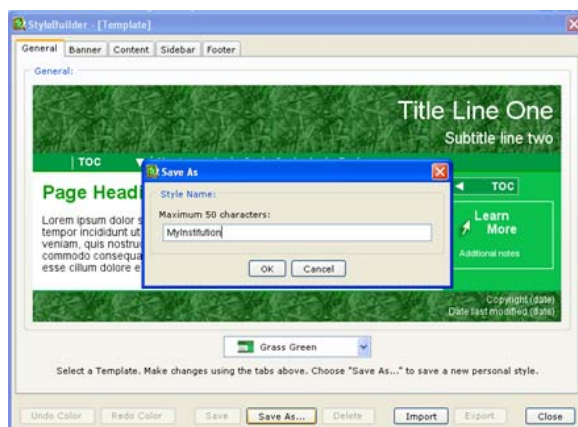 StyleBuilder - [Template]
General Banner Content Sidebar Footer
General:
Title Line One
Subtitle line two
TOC
Save As
Style Name:
Maximum 50 characters:
MyInstitution
OK Cancel
Page Headi
Lorem ipsum dolor s
tempor incididunt ut
veniam, quis nostru
commodo consequa
esse cillum dolore e
TOC
Learn
More
Additional notes
Copyright (date)
Date last modified (date)
Grass Green
Select a Template. Make changes using the tabs above. Choose "Save As..." to save a new personal style.
Undo Color Redo Color Save Save As... Delete Import Export Close